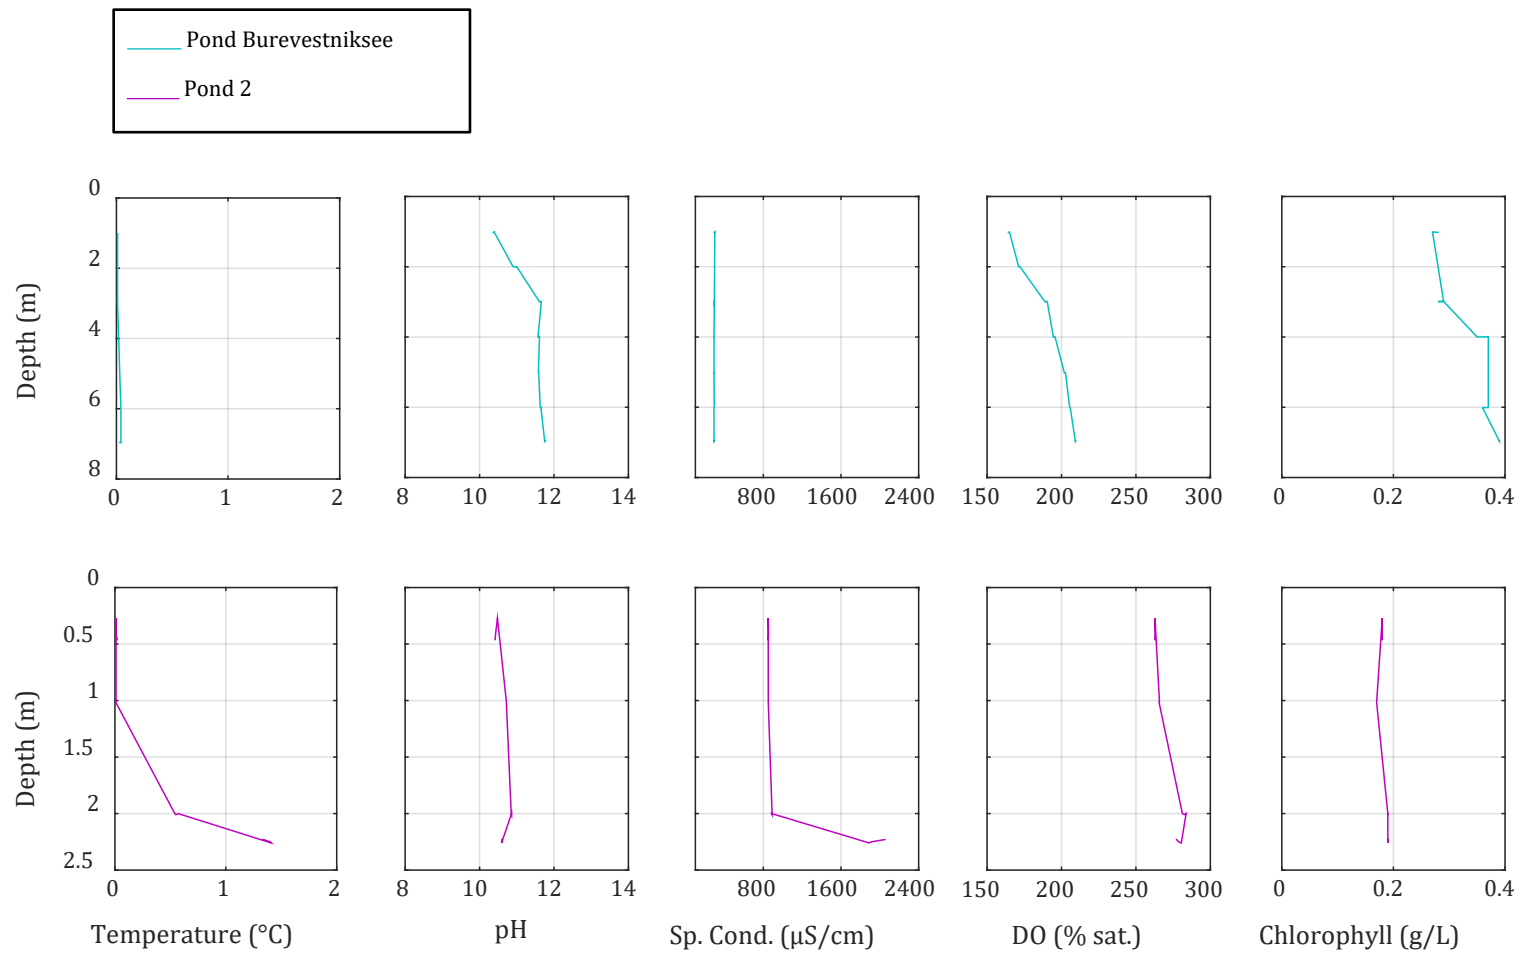 Pond Burevestniksee
Pond 2
Depth (m)
0
2
4
6
8
0 1 2
8 10 12 14
800 1600 2400
150 200 250 300
0 0.2 0.4
Depth (m)
0
0.5
1
1.5
2
2.5
0 1 2
8 10 12 14
800 1600 2400
150 200 250 300
0 0.2 0.4
Temperature (°C) pH Sp. Cond. (μS/cm) DO (% sat.) Chlorophyll (g/L)